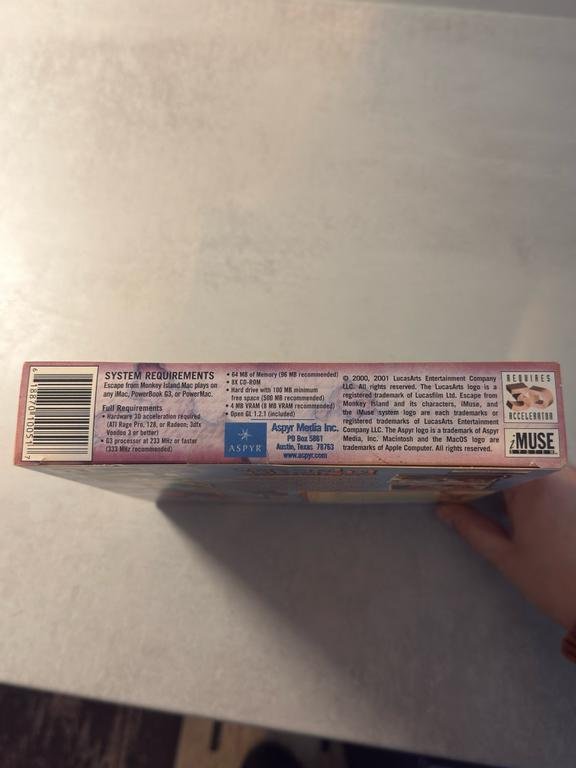 SYSTEM REQUIREMENTS
Escape from Monkey Island Mac plays on
any iMac, PowerBook G3, or PowerMac.
Full Requirements
• Hardware 3D acceleration required
(ATI Rage Pro, 128, or Radeon; 3dfx
Voodoo 3 or better)
• G3 processor at 233 MHz or faster
(333 MHz recommended)
• 64 MB of Memory (96 MB recommended)
• 8X CD-ROM
• Hard drive with 100 MB minimum
free space (500 MB recommended)
• 4 MB VRAM (8 MB VRAM recommended)
• Open GL 1.2.1 (included)
ASPYR
Aspyr Media Inc.
PO Box 5861
Austin, Texas 78763
www.aspyr.com
© 2000, 2001 LucasArts Entertainment Company
LLC. All rights reserved. The LucasArts logo is a
registered trademark of Lucasfilm Ltd. Escape from
Monkey Island and its characters, iMuse, and
the iMuse system logo are each trademarks or
registered trademarks of LucasArts Entertainment
Company LLC. The Aspyr logo is a trademark of Aspyr
Media, Inc. Macintosh and the MacOS logo are
trademarks of Apple Computer. All rights reserved.
REQUIRES
3D
ACCELERATOR
iMUSE
SYSTEM